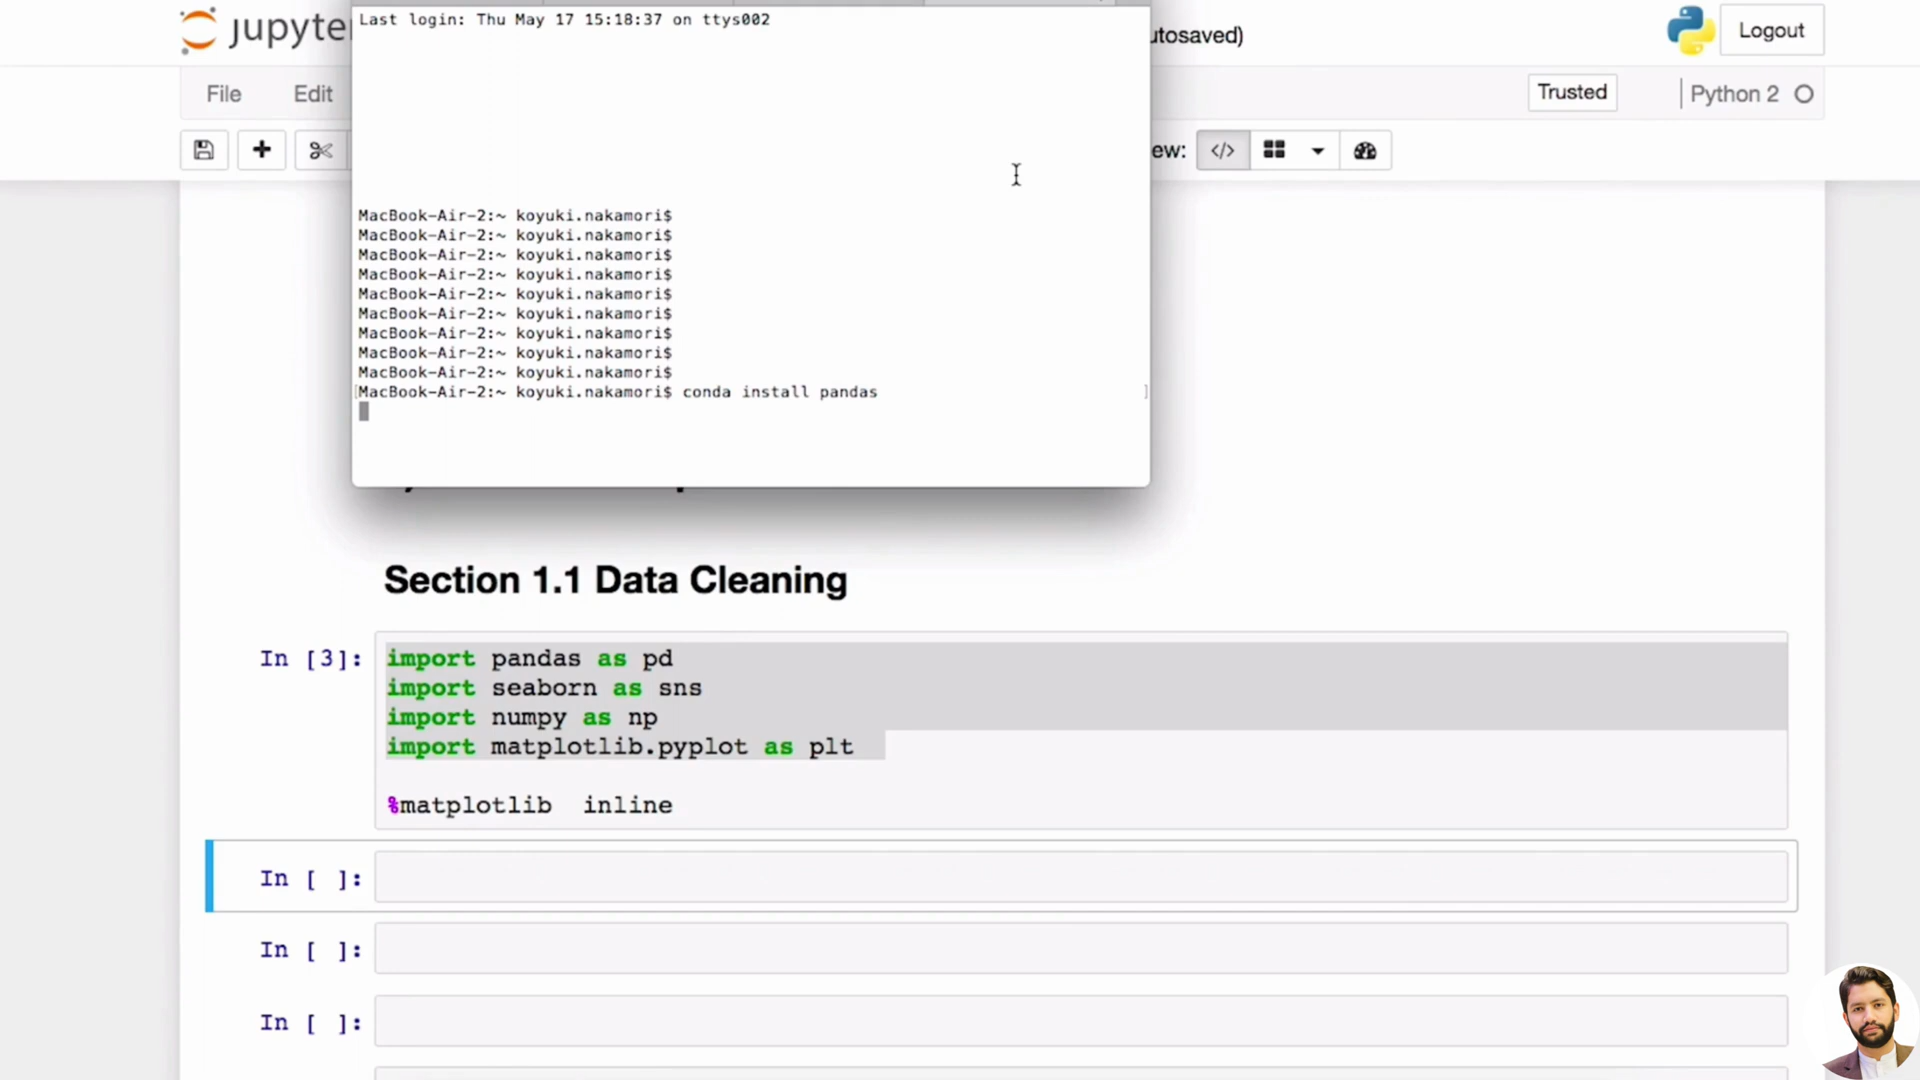 jupyte
Last login: Thu May 17 15:18:37 on ttys002
utosaved)
Logout
File Edit
Trusted
Python 2
ew:
MacBook-Air-2:~ koyuki.nakamori$
MacBook-Air-2:~ koyuki.nakamori$
MacBook-Air-2:~ koyuki.nakamori$
MacBook-Air-2:~ koyuki.nakamori$
MacBook-Air-2:~ koyuki.nakamori$
MacBook-Air-2:~ koyuki.nakamori$
MacBook-Air-2:~ koyuki.nakamori$
MacBook-Air-2:~ koyuki.nakamori$
MacBook-Air-2:~ koyuki.nakamori$
[MacBook-Air-2:~ koyuki.nakamori$ conda install pandas ]
Section 1.1 Data Cleaning
In [3]: import pandas as pd
import seaborn as sns
import numpy as np
import matplotlib.pyplot as plt
%matplotlib inline
In [ ]:
In [ ]:
In [ ]: